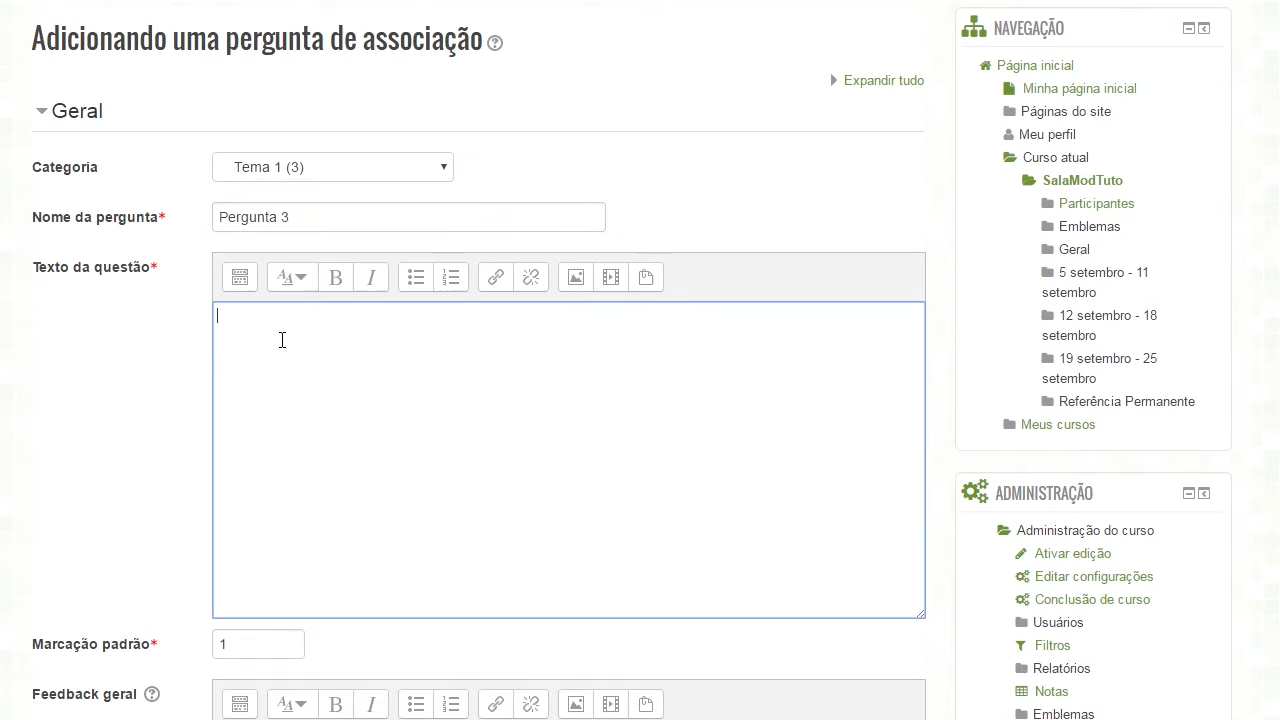 Adicionando uma pergunta de associação
Expandir tudo
Geral
Categoria
Tema 1 (3)
Nome da pergunta*
Pergunta 3
Texto da questão*
Marcação padrão*
1
Feedback geral
NAVEGAÇÃO
Página inicial
Minha página inicial
Páginas do site
Meu perfil
Curso atual
SalaModTuto
Participantes
Emblemas
Geral
5 setembro - 11
setembro
12 setembro - 18
setembro
19 setembro - 25
setembro
Referência Permanente
Meus cursos
ADMINISTRAÇÃO
Administração do curso
Ativar edição
Editar configurações
Conclusão de curso
Usuários
Filtros
Relatórios
Notas
Emblemas